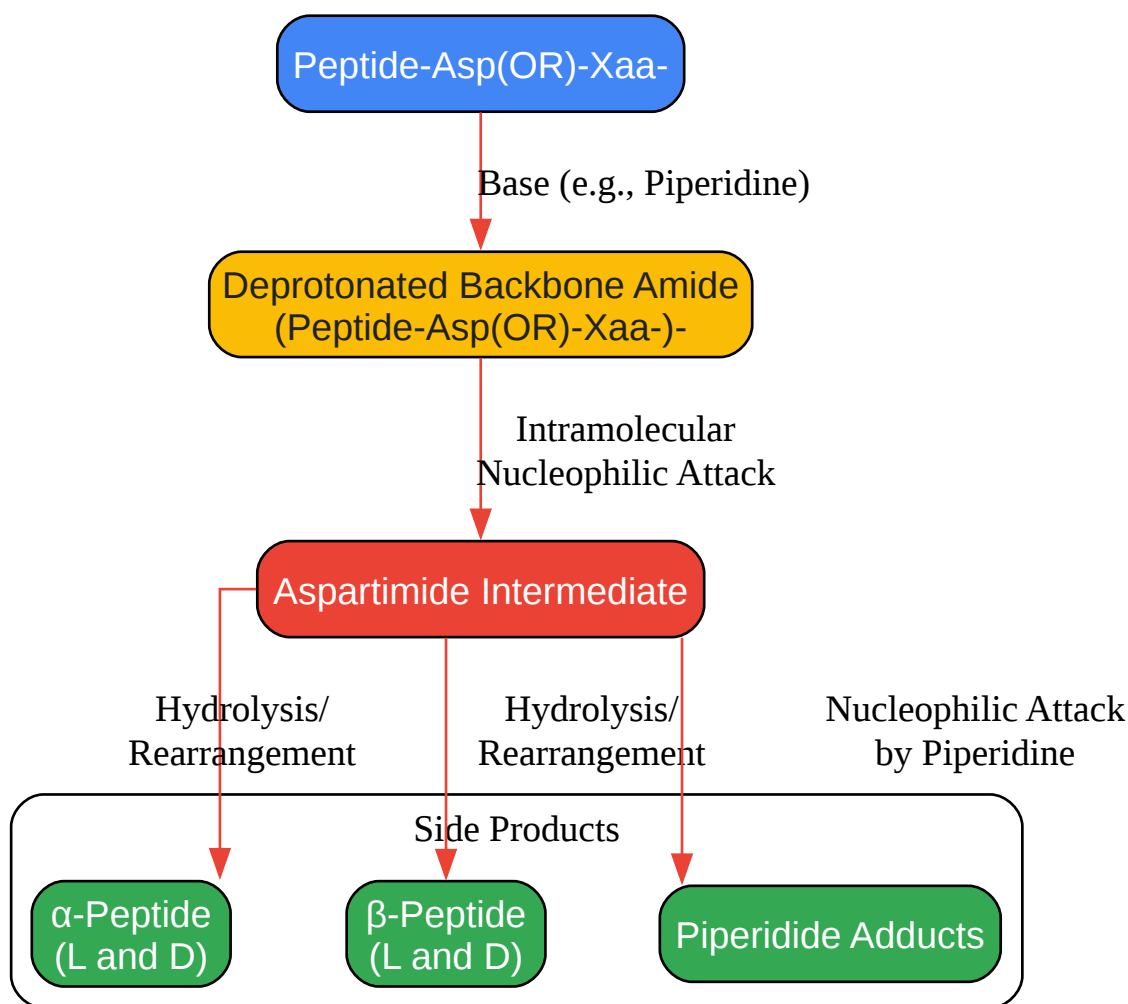 Peptide-Asp(OR)-Xaa-
Base (e.g., Piperidine)
Deprotonated Backbone Amide
(Peptide-Asp(OR)-Xaa-)-
Intramolecular
Nucleophilic Attack
Aspartimide Intermediate
Hydrolysis/
Rearrangement
Hydrolysis/
Rearrangement
Nucleophilic Attack
by Piperidine
Side Products
α-Peptide
(L and D)
β-Peptide
(L and D)
Piperidide Adducts